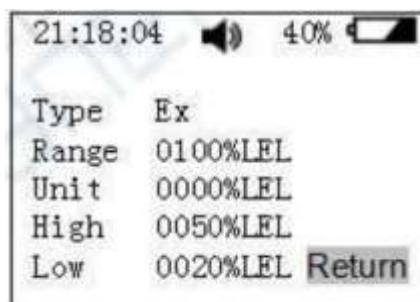 21:18:04 40%
Type Ex
Range 0100%LEL
Unit 0000%LEL
High 0050%LEL
Low 0020%LEL Return